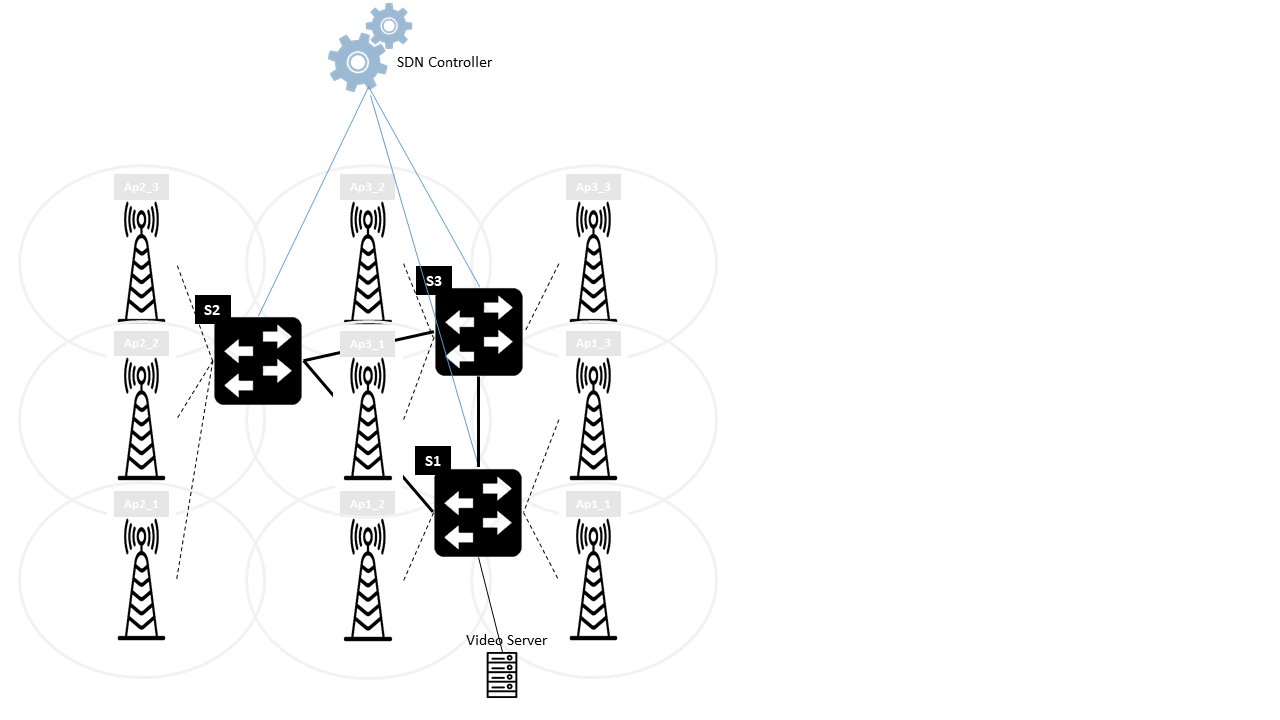 SDN Controller
Ap2_3
Ap3_2
Ap3_3
S3
S2
Ap2_2
Ap3_1
Ap1_3
S1
Ap2_1
Ap1_2
Ap1_1
Video Server